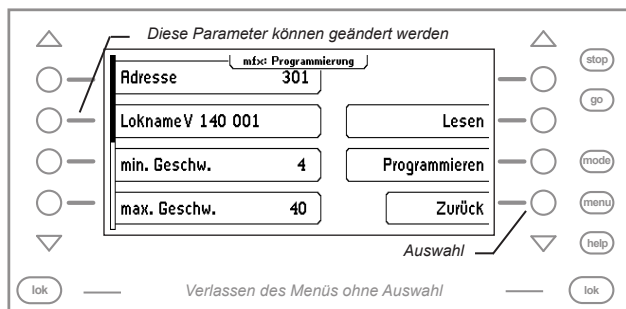 Diese Parameter können geändert werden
mfx: Programmierung
stop
Adresse 301
go
Lokname V 140 001
Lesen
min. Geschw. 4
Programmieren
mode
max. Geschw. 40
Zurück
menu
Auswahl
help
lok
Verlassen des Menüs ohne Auswahl
lok